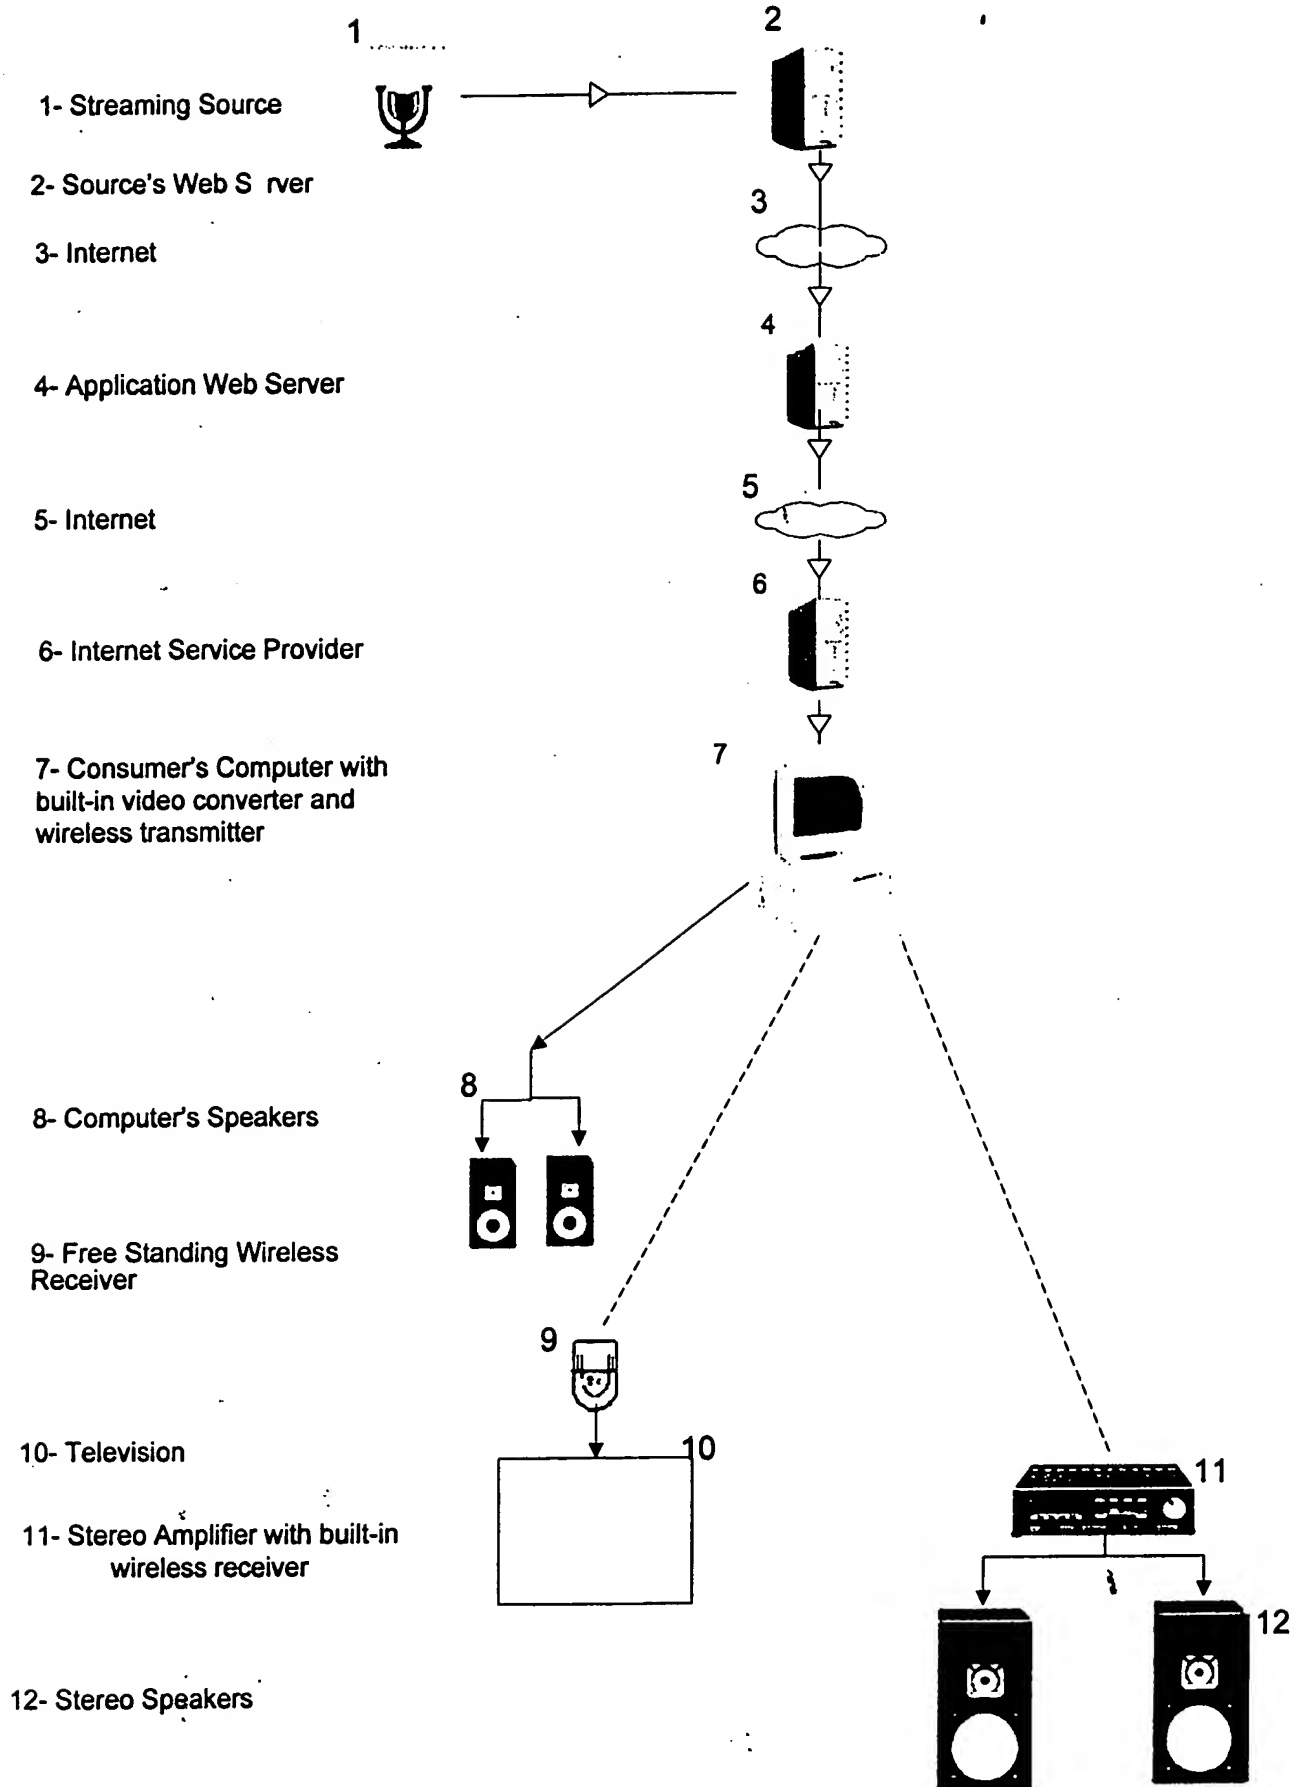 1
2
1- Streaming Source
2- Source's Web S rver
3
3- Internet
4
4- Application Web Server
5
5- Internet
6
6- Internet Service Provider
7
7- Consumer's Computer with
built-in video converter and
wireless transmitter
8
8- Computer's Speakers
9- Free Standing Wireless
Receiver
9
10
10- Television
11
11- Stereo Amplifier with built-in
wireless receiver
12
12- Stereo Speakers